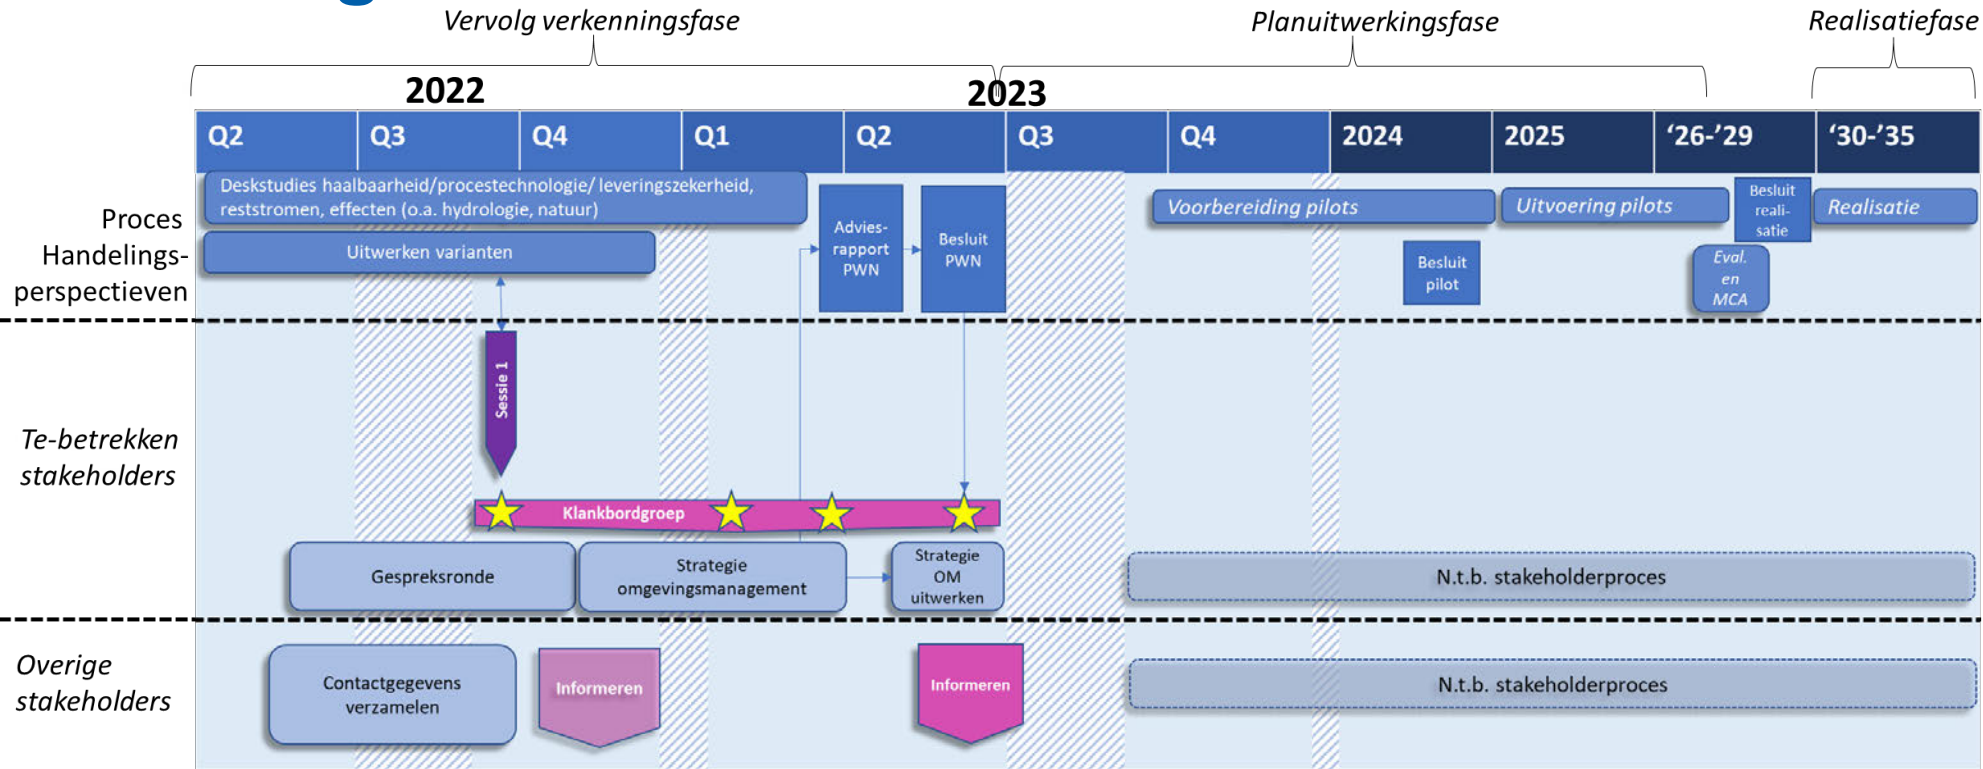 Vervolg verkenningsfase
Planuitwerkingsfase
Realisatiefase
2022
2023
Q2
Q3
Q4
Q1
Q2
Q3
Q4
2024
2025
‘26-’29
‘30-’35
Proces
Handelings-
perspectieven
Deskstudies haalbaarheid/procestechnologie/ leveringszekerheid,
reststromen, effecten (o.a. hydrologie, natuur)
Uitwerken varianten
Advies-
rapport
PWN
Besluit
PWN
Voorbereiding pilots
Besluit
pilot
Uitvoering pilots
Besluit
reali-
satie
Eval.
en
MCA
Realisatie
Te-betrekken
stakeholders
Sessie 1
Klankbordgroep
Gespreksronde
Strategie
omgevingsmanagement
Strategie
OM
uitwerken
N.t.b. stakeholderproces
Overige
stakeholders
Contactgegevens
verzamelen
Informeren
Informeren
N.t.b. stakeholderproces